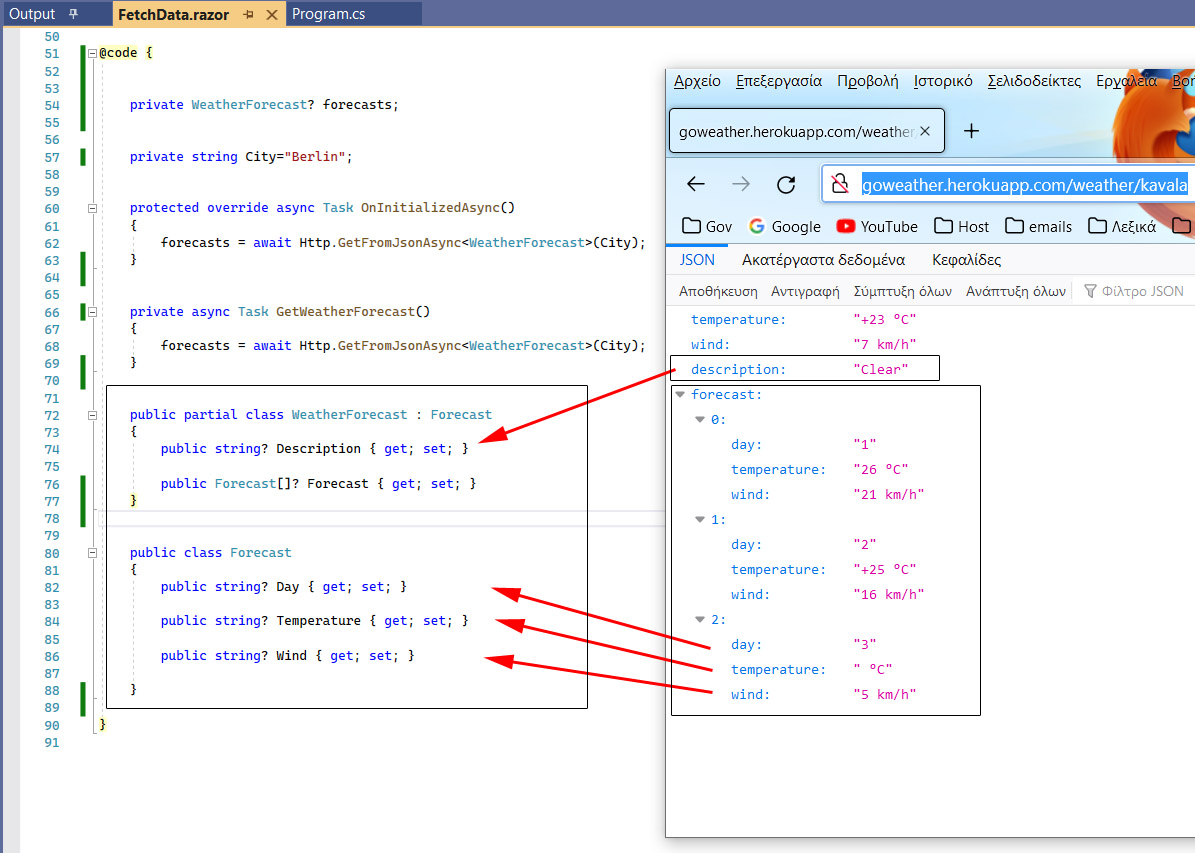 Output
FetchData.razor
Program.cs
50
51 @code {
52
53
54 private WeatherForecast? forecasts;
55
56
57 private string City="Berlin";
58
59
60 protected override async Task OnInitializedAsync()
61 {
62 forecasts = await Http.GetFromJsonAsync<WeatherForecast>(City);
63 }
64
65
66 private async Task GetWeatherForecast()
67 {
68 forecasts = await Http.GetFromJsonAsync<WeatherForecast>(City);
69 }
70
71
72 public partial class WeatherForecast : Forecast
73 {
74 public string? Description { get; set; }
75
76 public Forecast[]? Forecast { get; set; }
77 }
78
79
80 public class Forecast
81 {
82 public string? Day { get; set; }
83
84 public string? Temperature { get; set; }
85
86 public string? Wind { get; set; }
87
88 }
89
90 }
91
Αρχείο Επεξεργασία Προβολή Ιστορικό Σελιδοδείκτες Εργαλεία
goweather.herokuapp.com/weather
goweather.herokuapp.com/weather/kavala
Gov Google YouTube Host emails Λεξικά
JSON Ακατέργαστα δεδομένα Κεφαλίδες
Αποθήκευση Αντιγραφή Σύμπτυξη όλων Ανάπτυξη όλων Φίλτρο JSON
temperature: "+23 °C"
wind: "7 km/h"
description: "Clear"
forecast:
0:
day: "1"
temperature: "26 °C"
wind: "21 km/h"
1:
day: "2"
temperature: "+25 °C"
wind: "16 km/h"
2:
day: "3"
temperature: " °C"
wind: "5 km/h"